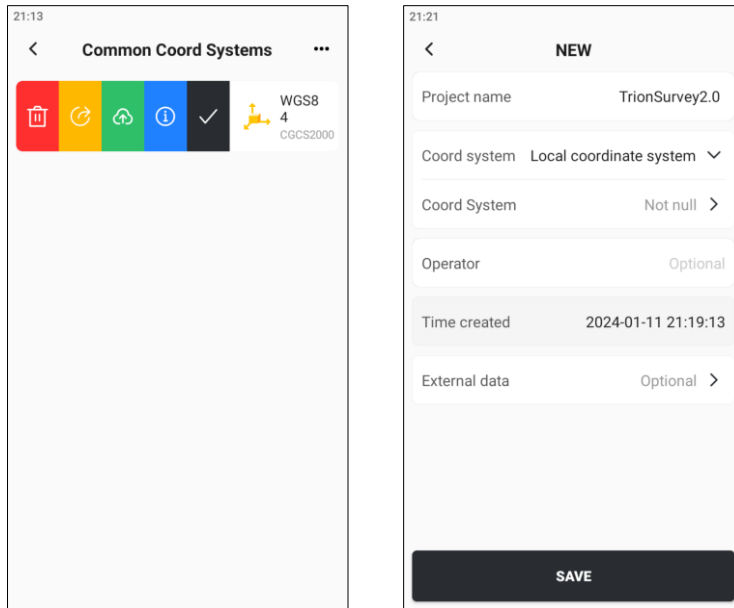 21:13
Common Coord Systems
WGS8
4
CGCS2000
21:21
NEW
Project name TrionSurvey2.0
Coord system Local coordinate system
Coord System Not null
Operator Optional
Time created 2024-01-11 21:19:13
External data Optional
SAVE